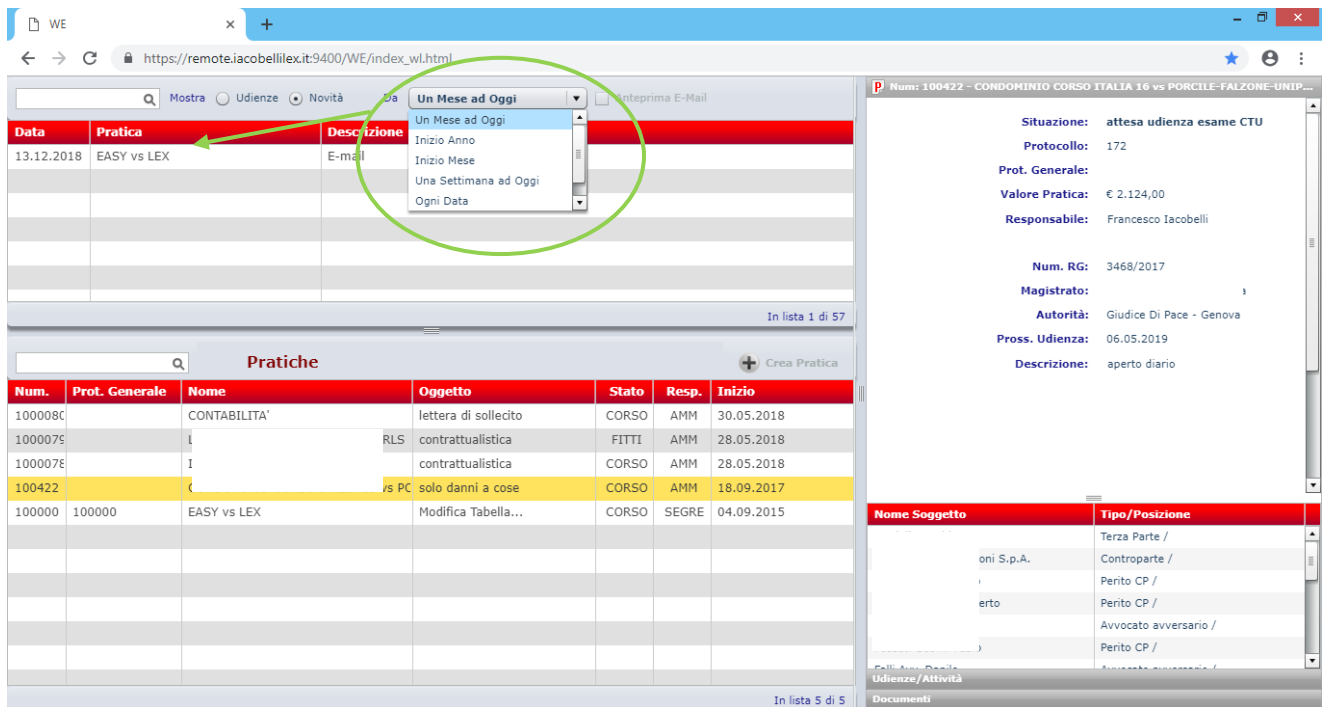 WE
https://remote.iacobellilex.it:9400/WE/index_wl.html
Mostra Udienze Novità Da Un Mese ad Oggi Anteprima E-Mail
Un Mese ad Oggi
Inizio Anno
Inizio Mese
Una Settimana ad Oggi
Ogni Data
Data Pratica Descrizione
13.12.2018 EASY vs LEX E-mail
In lista 1 di 57
Pratiche Crea Pratica
Num. Prot. Generale Nome Oggetto Stato Resp. Inizio
100008 CONTABILITA' lettera di sollecito CORSO AMM 30.05.2018
100007 RLS contrattualistica FITTI AMM 28.05.2018
100007 contrattualistica CORSO AMM 28.05.2018
100422 vs PC solo danni a cose CORSO AMM 18.09.2017
100000 100000 EASY vs LEX Modifica Tabella... CORSO SEGRE 04.09.2015
In lista 5 di 5
P Num: 100422 - CONDOMINIO CORSO ITALIA 16 vs PORCILE-FALZONE-UNIP...
Situazione: attesa udienza esame CTU
Protocollo: 172
Prot. Generale:
Valore Pratica: € 2.124,00
Responsabile: Francesco Iacobelli
Num. RG: 3468/2017
Magistrato:
Autorità: Giudice Di Pace - Genova
Pross. Udienza: 06.05.2019
Descrizione: aperto diario
Nome Soggetto Tipo/Posizione
Terza Parte /
oni S.p.A. Controparte /
Perito CP /
erto Perito CP /
Avvocato avversario /
Perito CP /
Udienze/Attività
Documenti